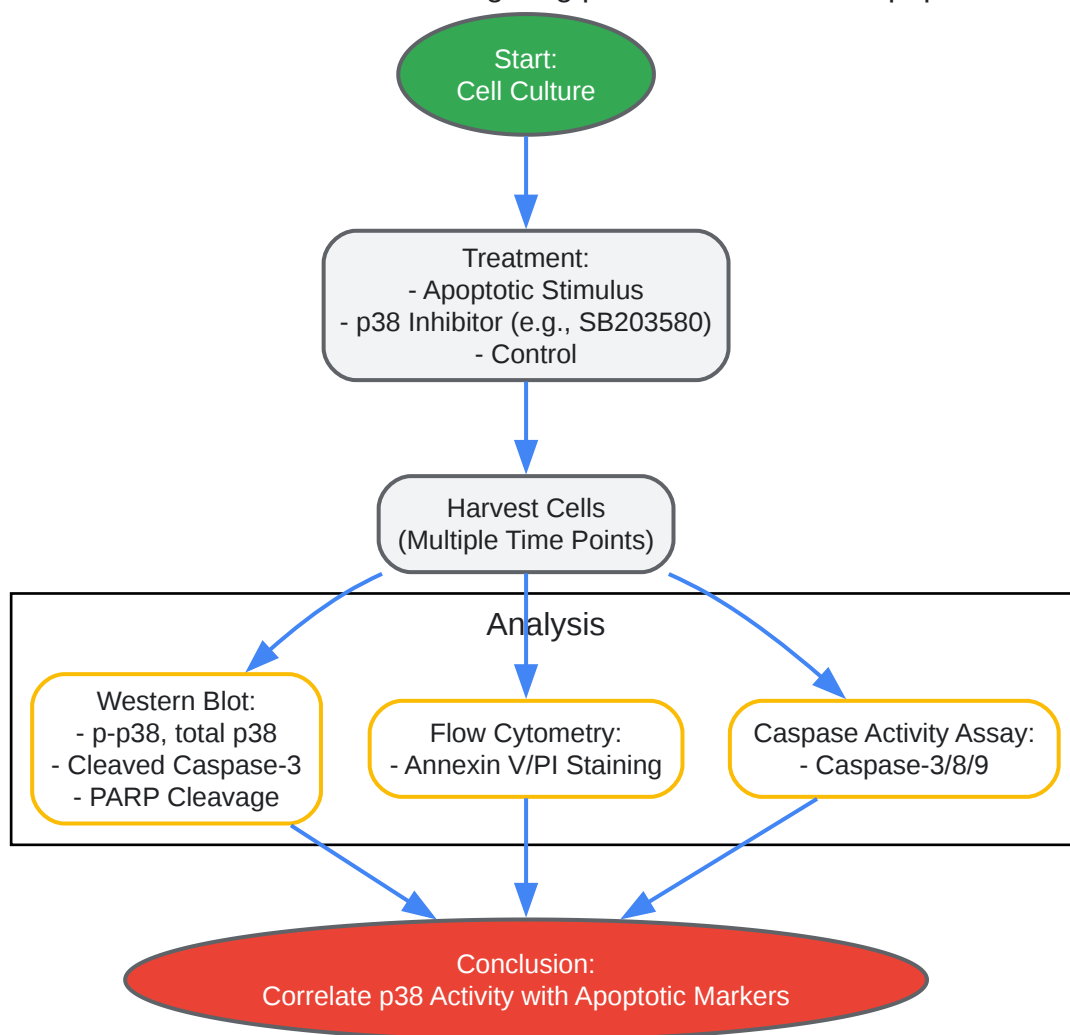 Start:
Cell Culture
Treatment:
- Apoptotic Stimulus
- p38 Inhibitor (e.g., SB203580)
- Control
Harvest Cells
(Multiple Time Points)
Analysis
Western Blot:
- p-p38, total p38
- Cleaved Caspase-3
- PARP Cleavage
Flow Cytometry:
- Annexin V/PI Staining
Caspase Activity Assay:
- Caspase-3/8/9
Conclusion:
Correlate p38 Activity with Apoptotic Markers